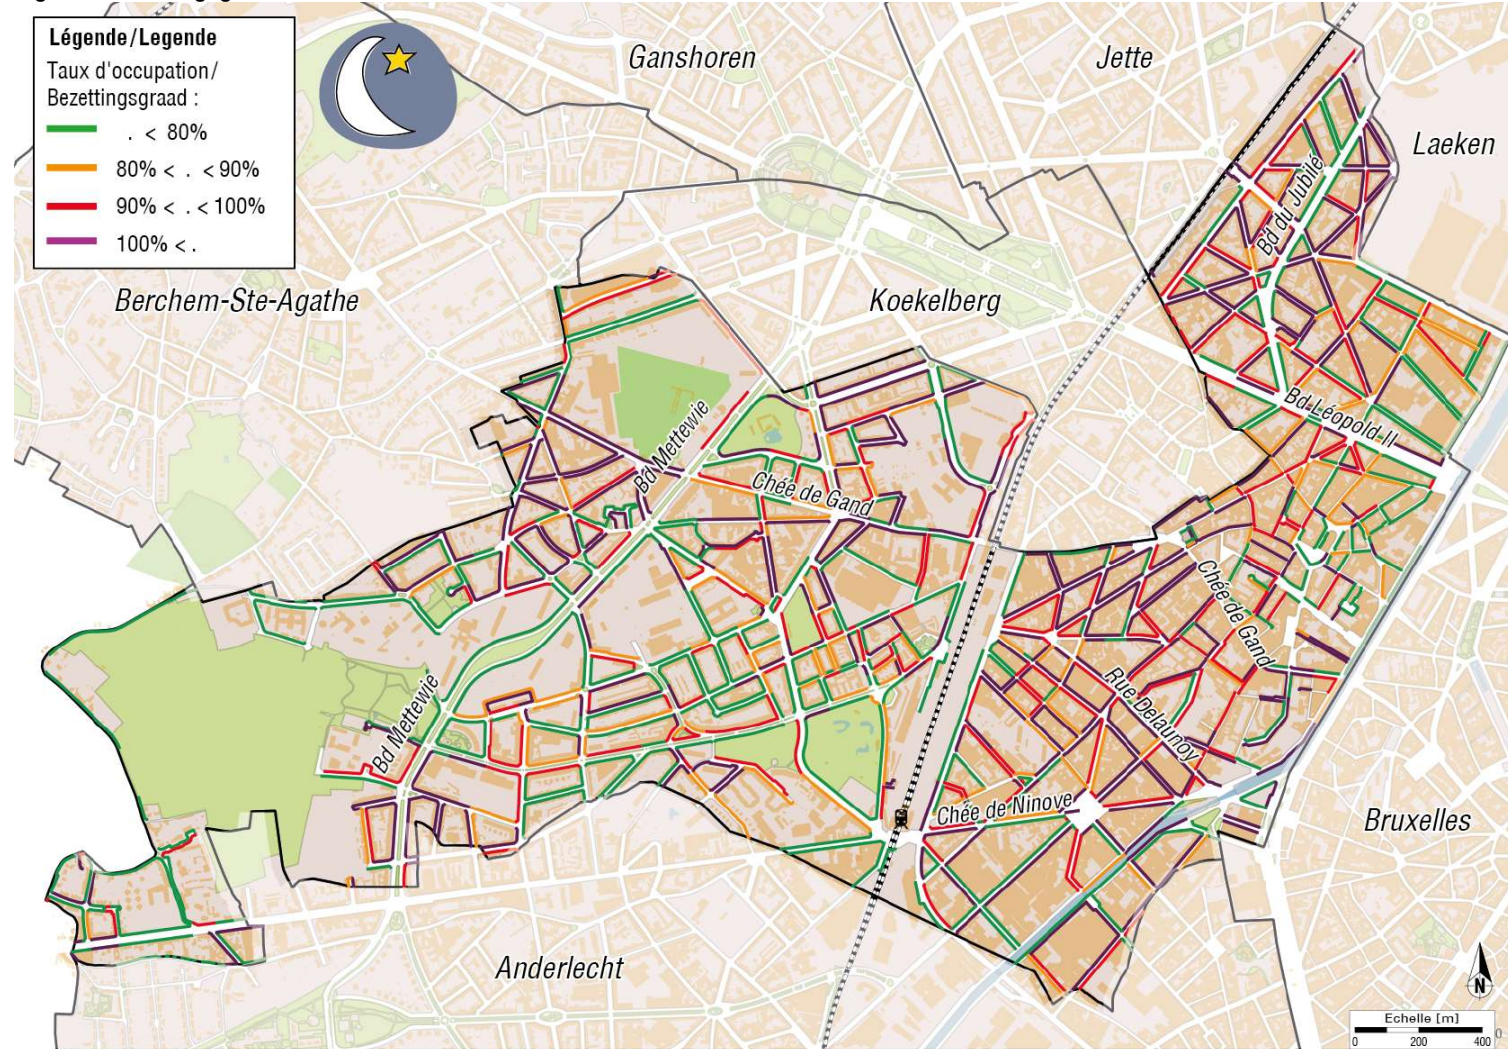 Légende/Legende
Taux d'occupation/
Bezettingsgraad :
. < 80%
80% < . < 90%
90% < . < 100%
100% < .
Ganshoren
Jette
Laeken
Bd du Jubilé
Berchem-Ste-Agathe
Koekelberg
Bd Léopold II
Bd Mettewie
Chée de Gand
Chée de Gand
Rue Delaunoy
Bd Mettewie
Chée de Ninove
Bruxelles
Anderlecht
N
Echelle [m]
0 200 400